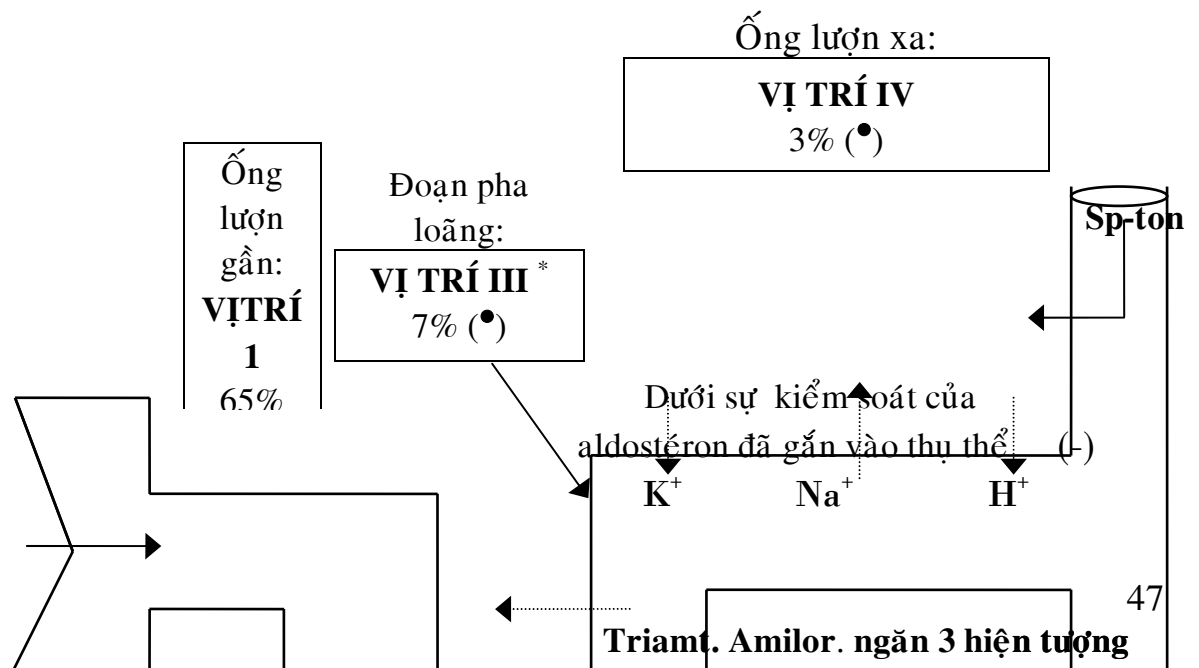 Ống lượn xa:
VỊ TRÍ IV
3% (●)
Ống
lượn
gần:
VỊTRÍ
1
65%
Đoạn pha
loãng:
VỊ TRÍ III *
7% (●)
Sp-ton
Dưới sự kiểm soát của
aldostéron đã gắn vào thụ thể (-)
K+ Na+ H+
47
Triamt. Amilor. ngăn 3 hiện tượng